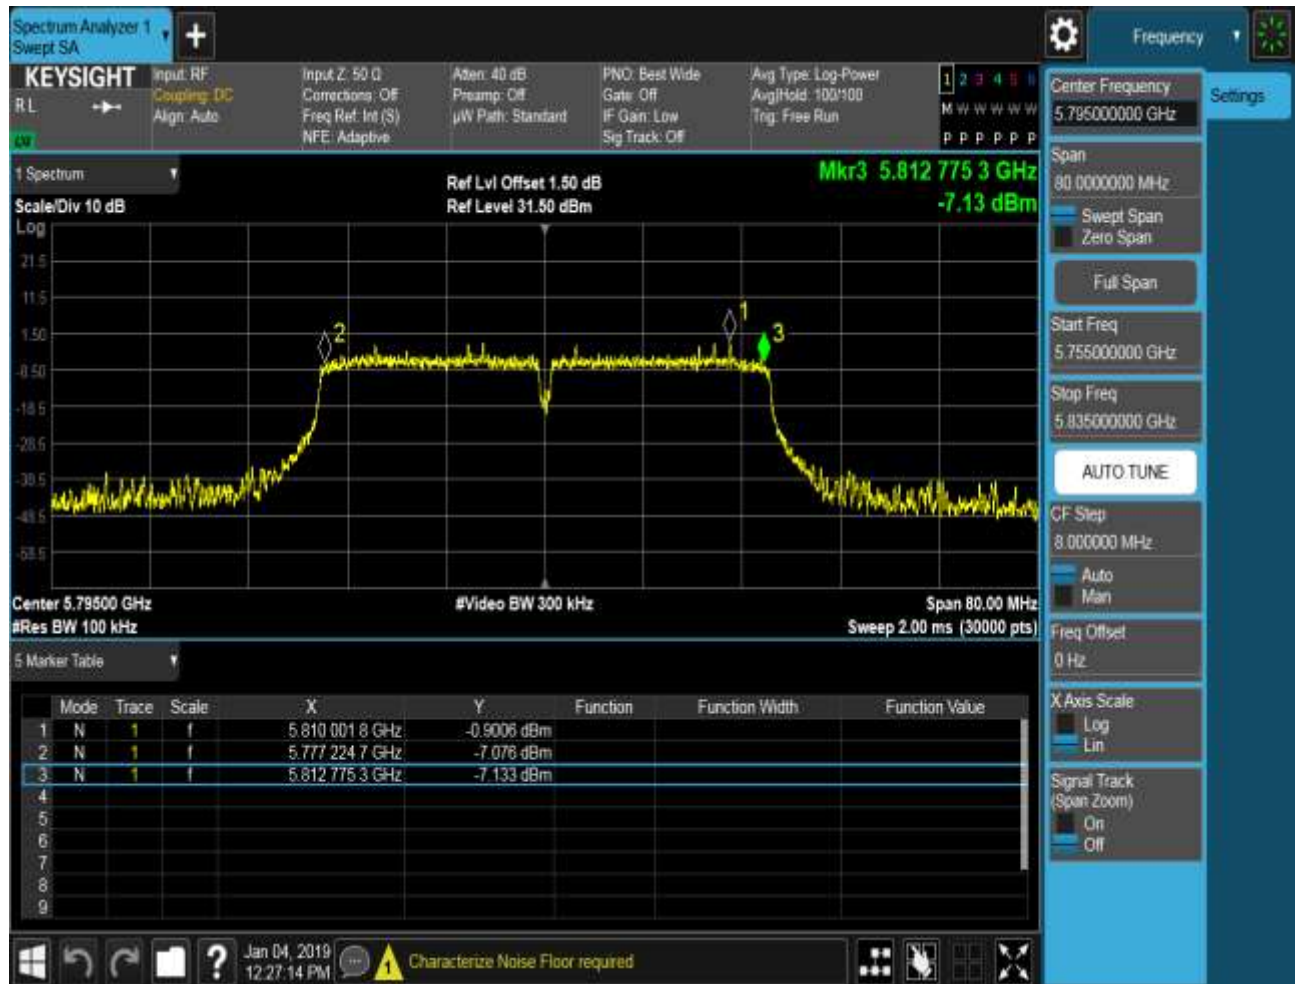 Spectrum Analyzer 1
Swept SA
Frequency
KEYSIGHT
R L
Input: RF
Coupling: DC
Align: Auto
Input Z: 50 Ω
Corrections: Off
Freq Ref: Int (S)
NFE: Adaptive
Atten: 40 dB
Preamp: Off
µW Path: Standard
PNO: Best Wide
Gate: Off
IF Gain: Low
Sig Track: Off
Avg Type: Log-Power
Avg|Hold: 100/100
Trig: Free Run
1 2 3 4 5 6
M W W W W W
P P P P P P
1 Spectrum
Scale/Div 10 dB
Log
Ref Lvl Offset 1.50 dB
Ref Level 31.50 dBm
Mkr3 5.812 775 3 GHz
-7.13 dBm
21.5
11.5
1.50
-8.50
-18.5
-28.5
-38.5
-48.5
-58.5
2
1
3
Center 5.79500 GHz
#Res BW 100 kHz
#Video BW 300 kHz
Span 80.00 MHz
Sweep 2.00 ms (30000 pts)
5 Marker Table
Mode Trace Scale X Y Function Function Width Function Value
1 N 1 f 5.810 001 8 GHz -0.9006 dBm
2 N 1 f 5.777 224 7 GHz -7.076 dBm
3 N 1 f 5.812 775 3 GHz -7.133 dBm
4
5
6
7
8
9
Jan 04, 2019
12:27:14 PM
1
Characterize Noise Floor required
Center Frequency
5.795000000 GHz
Settings
Span
80.0000000 MHz
Swept Span
Zero Span
Full Span
Start Freq
5.755000000 GHz
Stop Freq
5.835000000 GHz
AUTO TUNE
CF Step
8.000000 MHz
Auto
Man
Freq Offset
0 Hz
X Axis Scale
Log
Lin
Signal Track
(Span Zoom)
On
Off